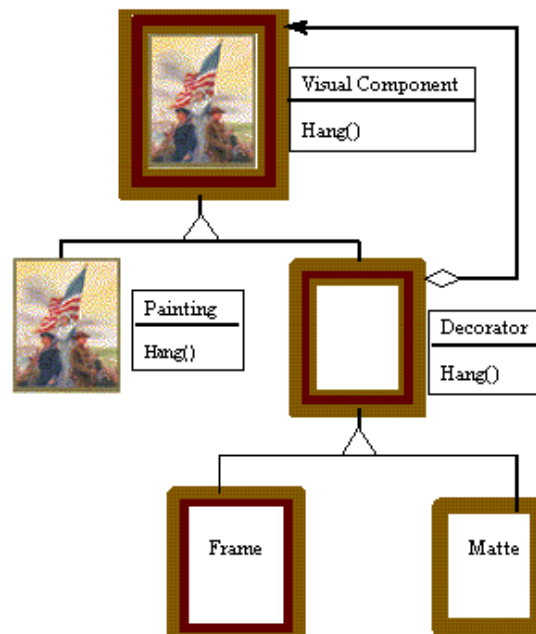 Visual Component
Hang()
Painting
Hang()
Decorator
Hang()
Frame
Matte